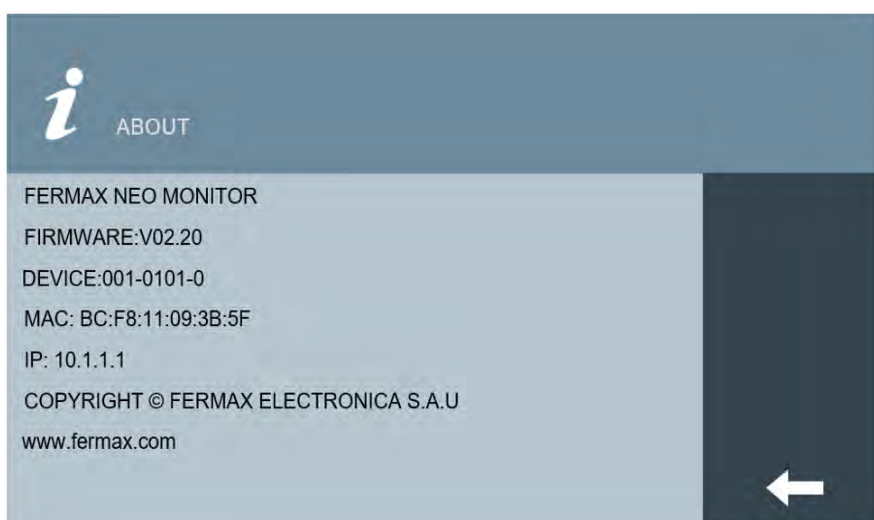 i
ABOUT
FERMAX NEO MONITOR
FIRMWARE:V02.20
DEVICE:001-0101-0
MAC: BC:F8:11:09:3B:5F
IP: 10.1.1.1
COPYRIGHT © FERMAX ELECTRONICA S.A.U
www.fermax.com